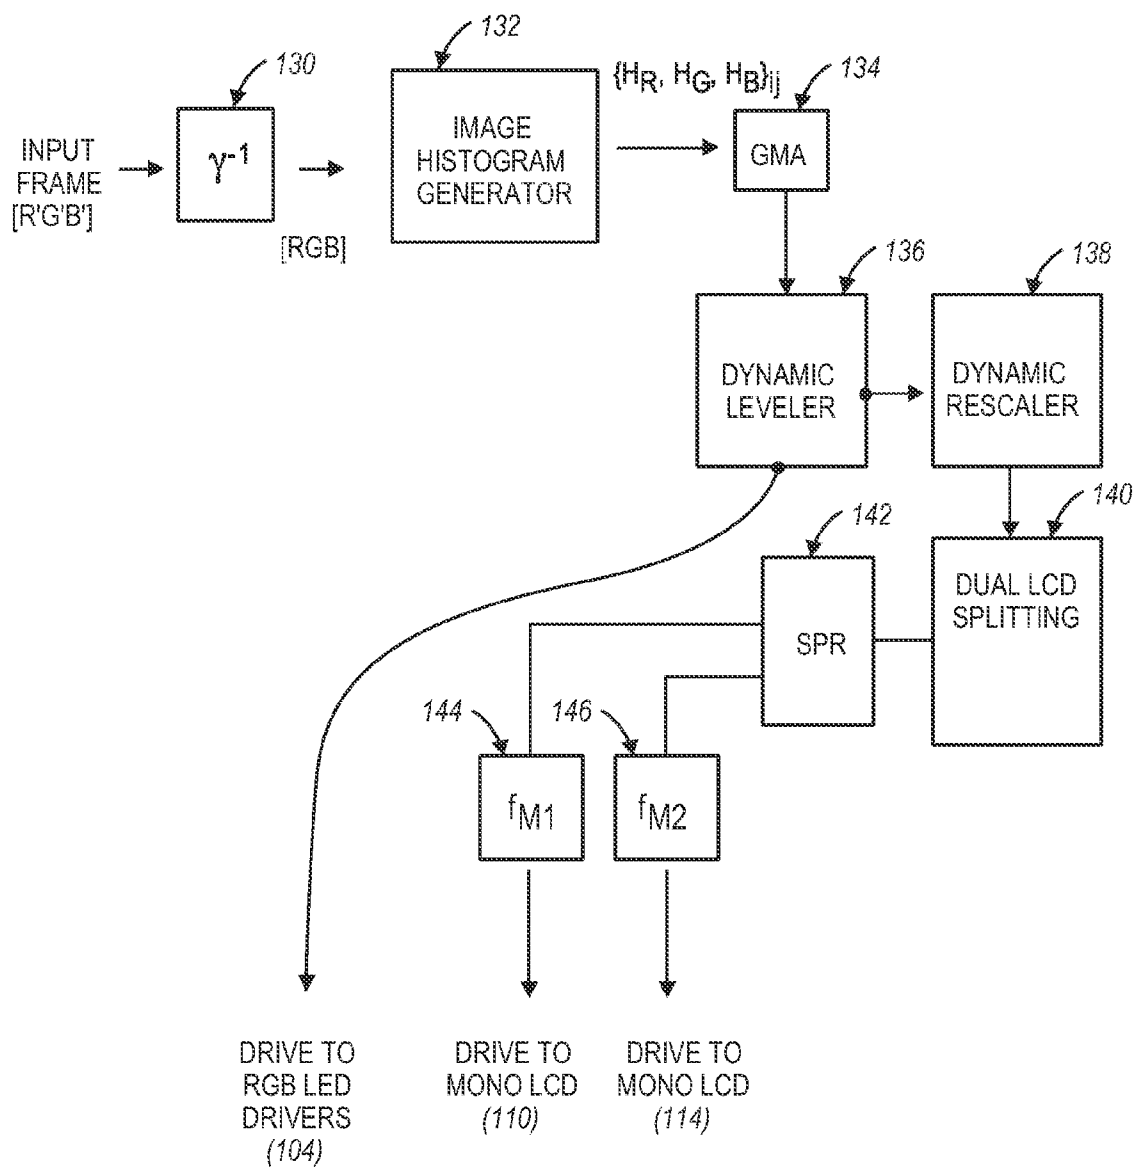 132
130
{HR, HG, HB}ij
134
INPUT
FRAME
[R'G'B']
γ-1
IMAGE
HISTOGRAM
GENERATOR
GMA
[RGB]
136
138
DYNAMIC
LEVELER
DYNAMIC
RESCALER
140
142
DUAL LCD
SPLITTING
SPR
144
146
fM1
fM2
DRIVE TO
RGB LED
DRIVERS
(104)
DRIVE TO
MONO LCD
(110)
DRIVE TO
MONO LCD
(114)